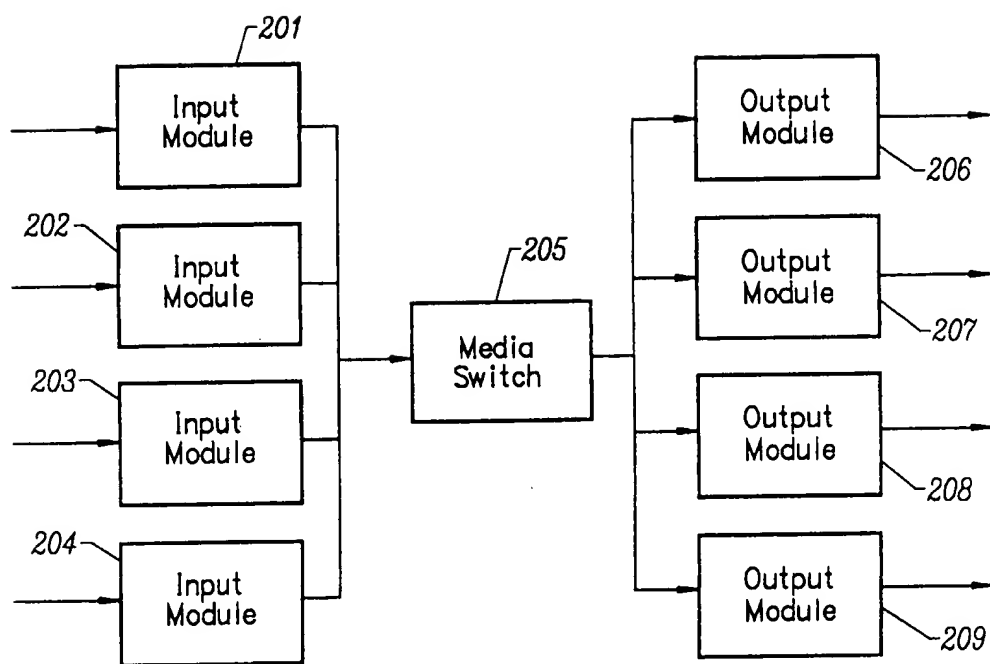 201
Input
Module
202
Input
Module
203
Input
Module
204
Input
Module
205
Media
Switch
Output
Module
206
Output
Module
207
Output
Module
208
Output
Module
209